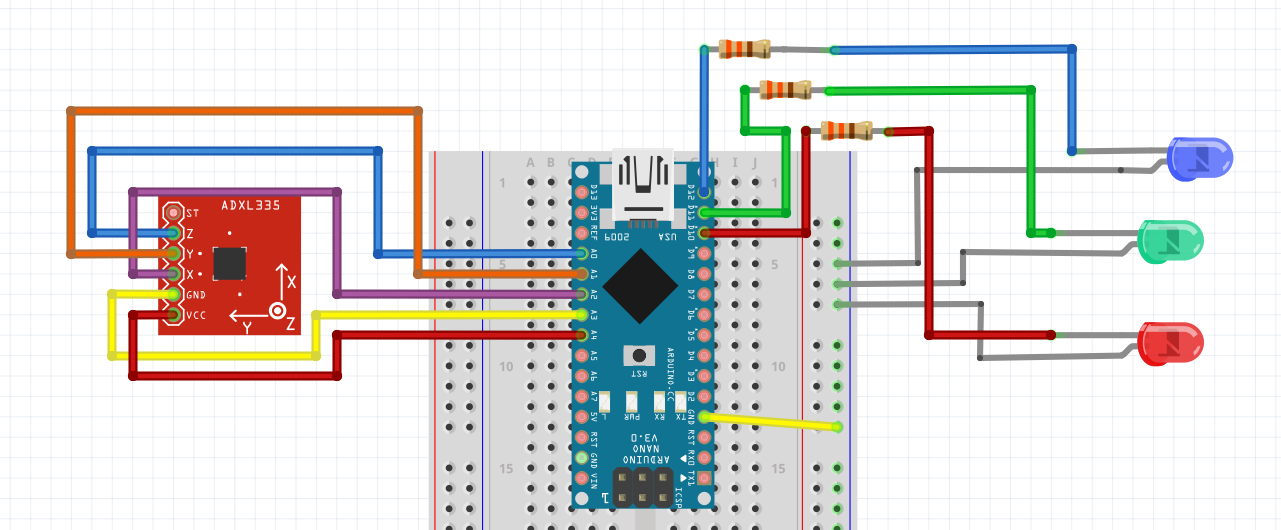 A B C D F G H I J
1 1
5 5
10 10
15 15
ADXL335
ST
Z
Y
X
GND
VCC
X
Y
Z
D13
3V3
REF
A0
A1
A2
A3
A4
A5
A6
A7
5V
RST
GND
VIN
D12
D11
D10
D9
D8
D7
D6
D5
D4
D3
D2
GND
RST
RX0
TX1
USA
2009
RST
ARDUINO.CC
L
PWR
RX
TX
ARDUINO
NANO
V3.0
ICSP
1